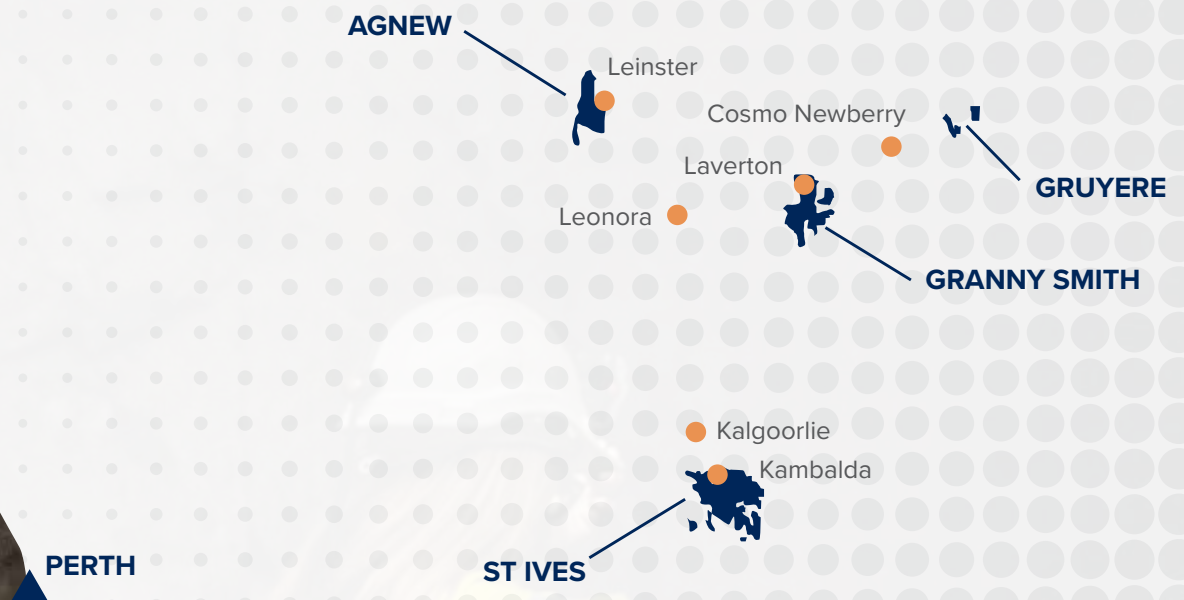 AGNEW
Leinster
Cosmo Newberry
Laverton
GRUYERE
Leonora
GRANNY SMITH
Kalgoorlie
Kambalda
PERTH
ST IVES